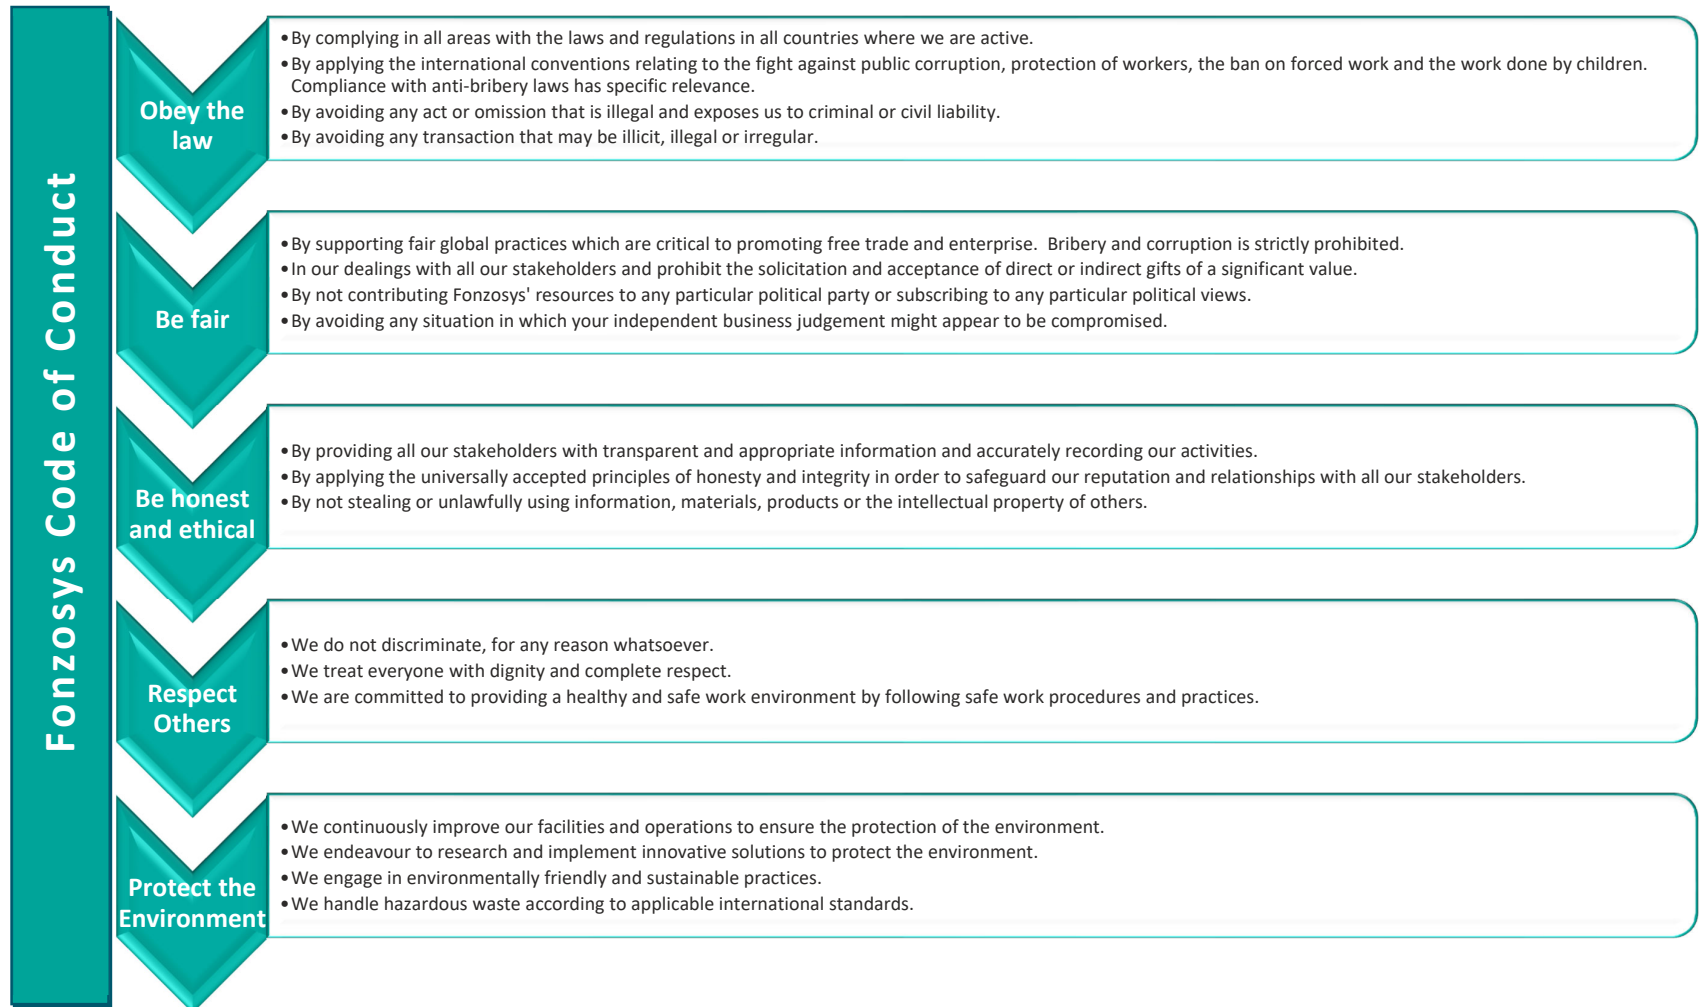 Fonzosys Code of Conduct
Obey the
law
•By complying in all areas with the laws and regulations in all countries where we are active.
•By applying the international conventions relating to the fight against public corruption, protection of workers, the ban on forced work and the work done by children.
Compliance with anti-bribery laws has specific relevance.
•By avoiding any act or omission that is illegal and exposes us to criminal or civil liability.
•By avoiding any transaction that may be illicit, illegal or irregular.
Be fair
•By supporting fair global practices which are critical to promoting free trade and enterprise.  Bribery and corruption is strictly prohibited.
•In our dealings with all our stakeholders and prohibit the solicitation and acceptance of direct or indirect gifts of a significant value.
•By not contributing Fonzosys' resources to any particular political party or subscribing to any particular political views.
•By avoiding any situation in which your independent business judgement might appear to be compromised.
Be honest
and ethical
•By providing all our stakeholders with transparent and appropriate information and accurately recording our activities.
•By applying the universally accepted principles of honesty and integrity in order to safeguard our reputation and relationships with all our stakeholders.
•By not stealing or unlawfully using information, materials, products or the intellectual property of others.
Respect
Others
•We do not discriminate, for any reason whatsoever.
•We treat everyone with dignity and complete respect.
•We are committed to providing a healthy and safe work environment by following safe work procedures and practices.
Protect the
Environment
•We continuously improve our facilities and operations to ensure the protection of the environment.
•We endeavour to research and implement innovative solutions to protect the environment.
•We engage in environmentally friendly and sustainable practices.
•We handle hazardous waste according to applicable international standards.